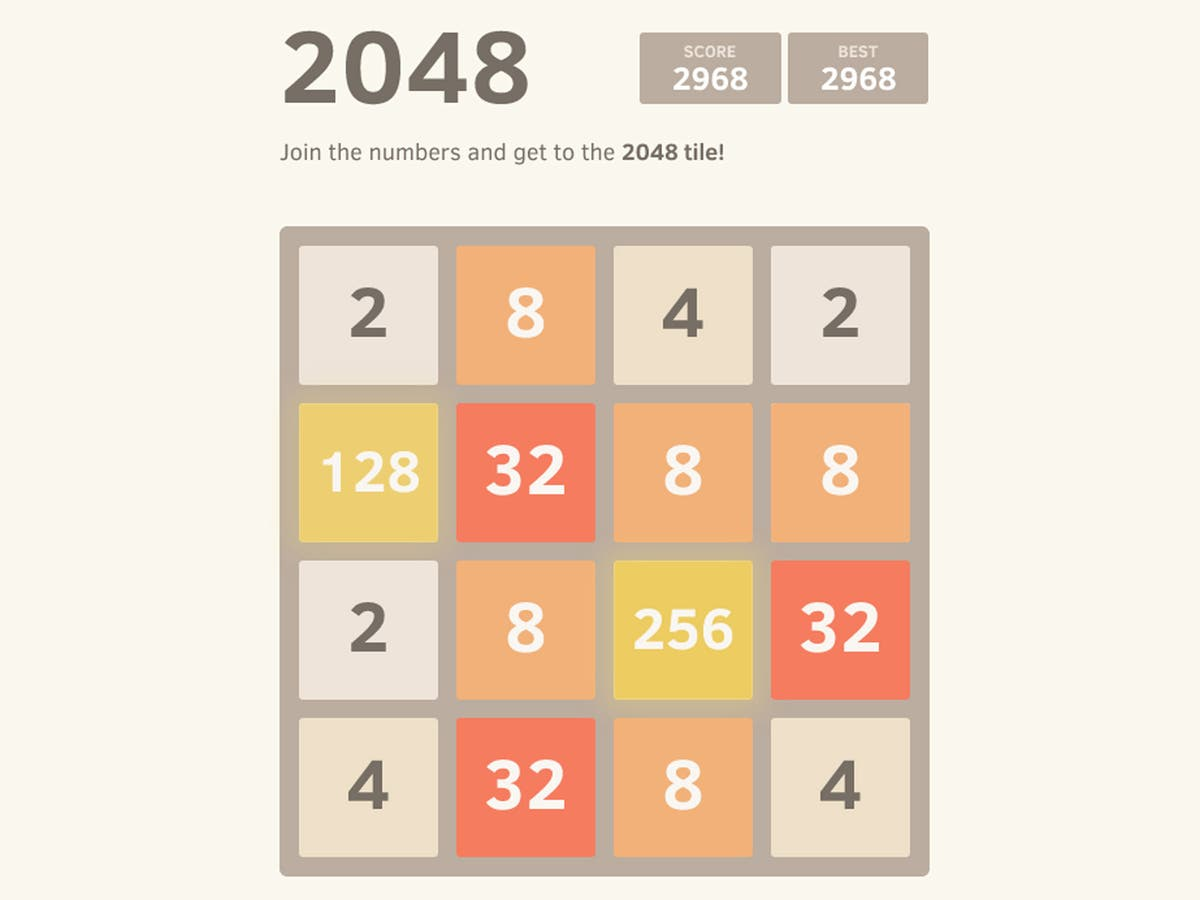 2048
SCORE BEST
2968 2968
Join the numbers and get to the 2048 tile!
2 8 4 2
128 32 8 8
2 8 256 32
4 32 8 4